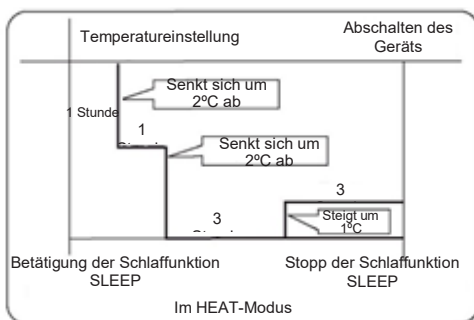 Temperatureinstellung
Abschalten des
Geräts
1 Stunde
Senkt sich um
2ºC ab
1
Senkt sich um
2ºC ab
3
3
Steigt um
1ºC
Betätigung der Schlaffunktion
SLEEP
Stopp der Schlaffunktion
SLEEP
Im HEAT-Modus